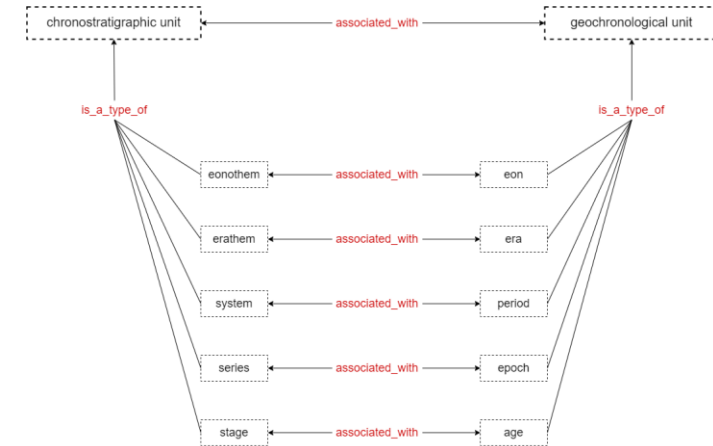 chronostratigraphic unit associated_with geochronological unit
is_a_type_of is_a_type_of
eonothem associated_with eon
erathem associated_with era
system associated_with period
series associated_with epoch
stage associated_with age